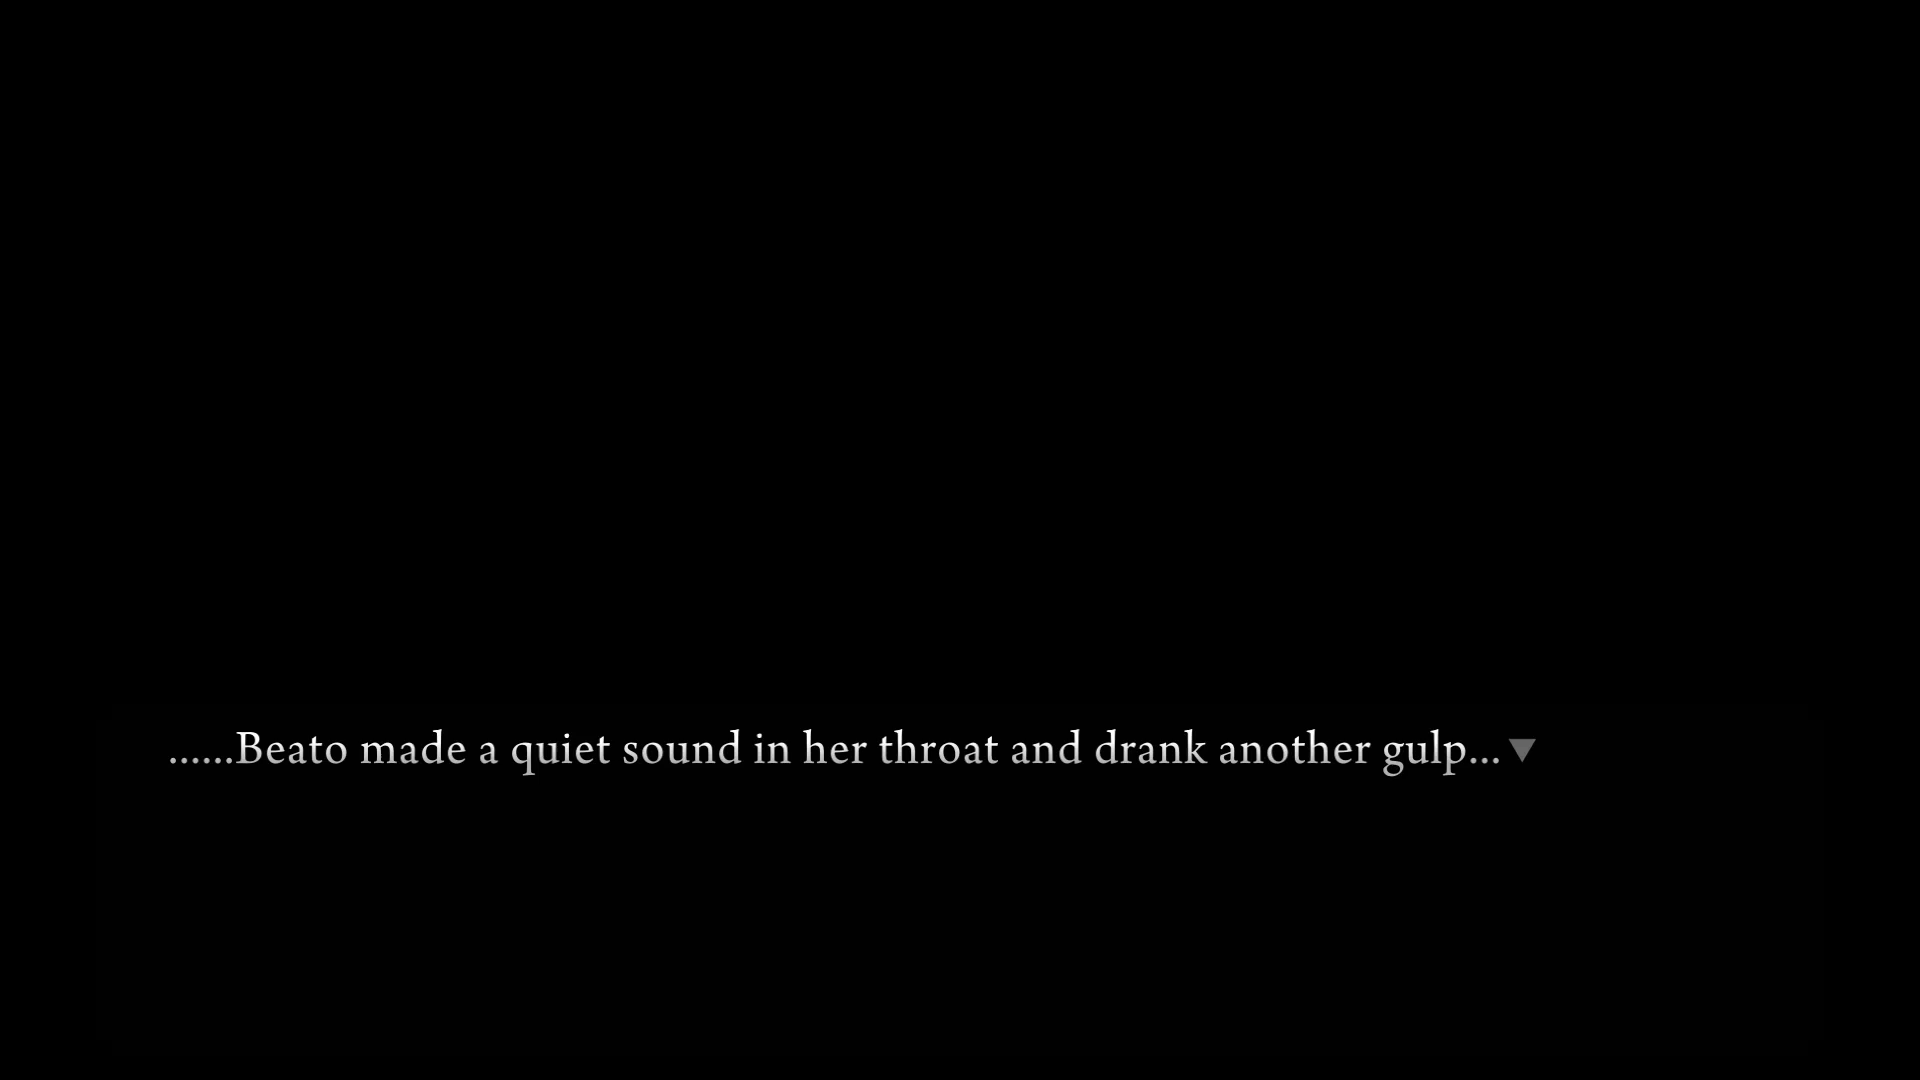 ......Beato made a quiet sound in her throat and drank another gulp...